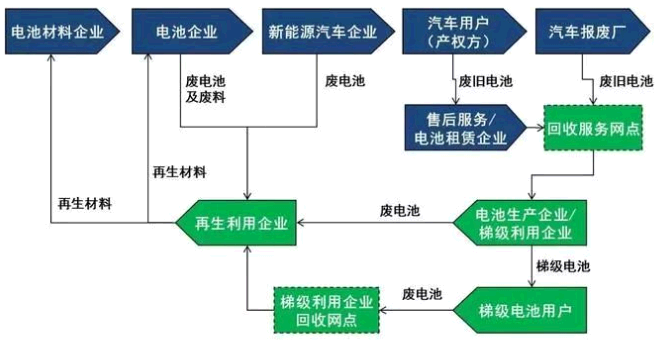 电池材料企业
电池企业
新能源汽车企业
汽车用户
（产权方）
汽车报废厂
废电池
及废料
废电池
废旧电池
废旧电池
售后服务/
电池租赁企业
回收服务网点
再生材料
再生材料
再生利用企业
废电池
电池生产企业/
梯级利用企业
梯级电池
梯级利用企业
回收网点
废电池
梯级电池用户